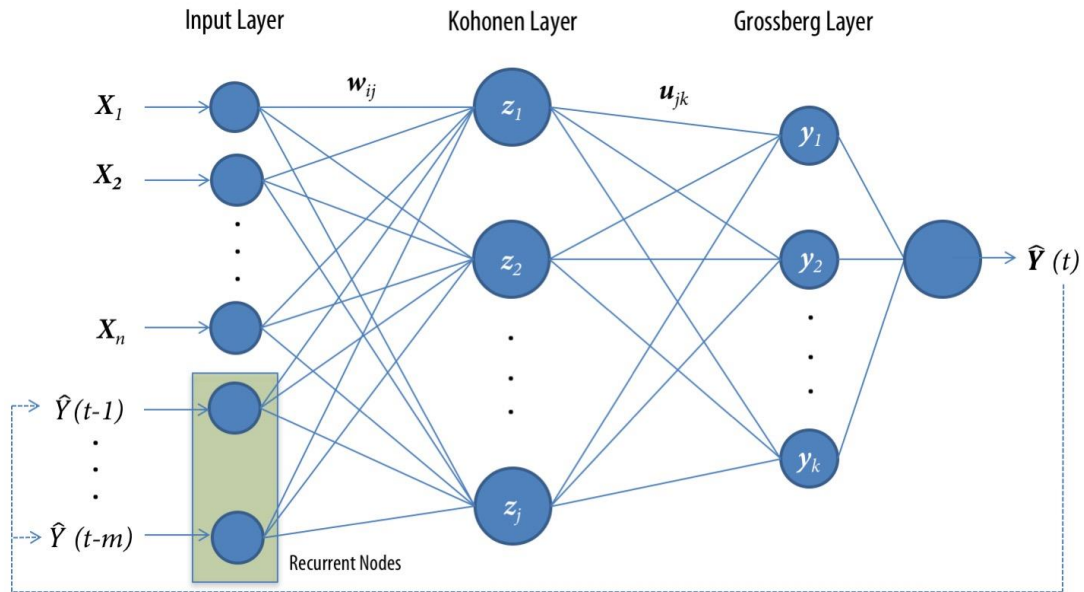 Input Layer
Kohonen Layer
Grossberg Layer
X₁
wᵢⱼ
z₁
uⱼₖ
y₁
X₂
z₂
y₂
Ŷ (t)
Xₙ
Ŷ(t-1)
yₖ
zⱼ
Ŷ (t-m)
Recurrent Nodes